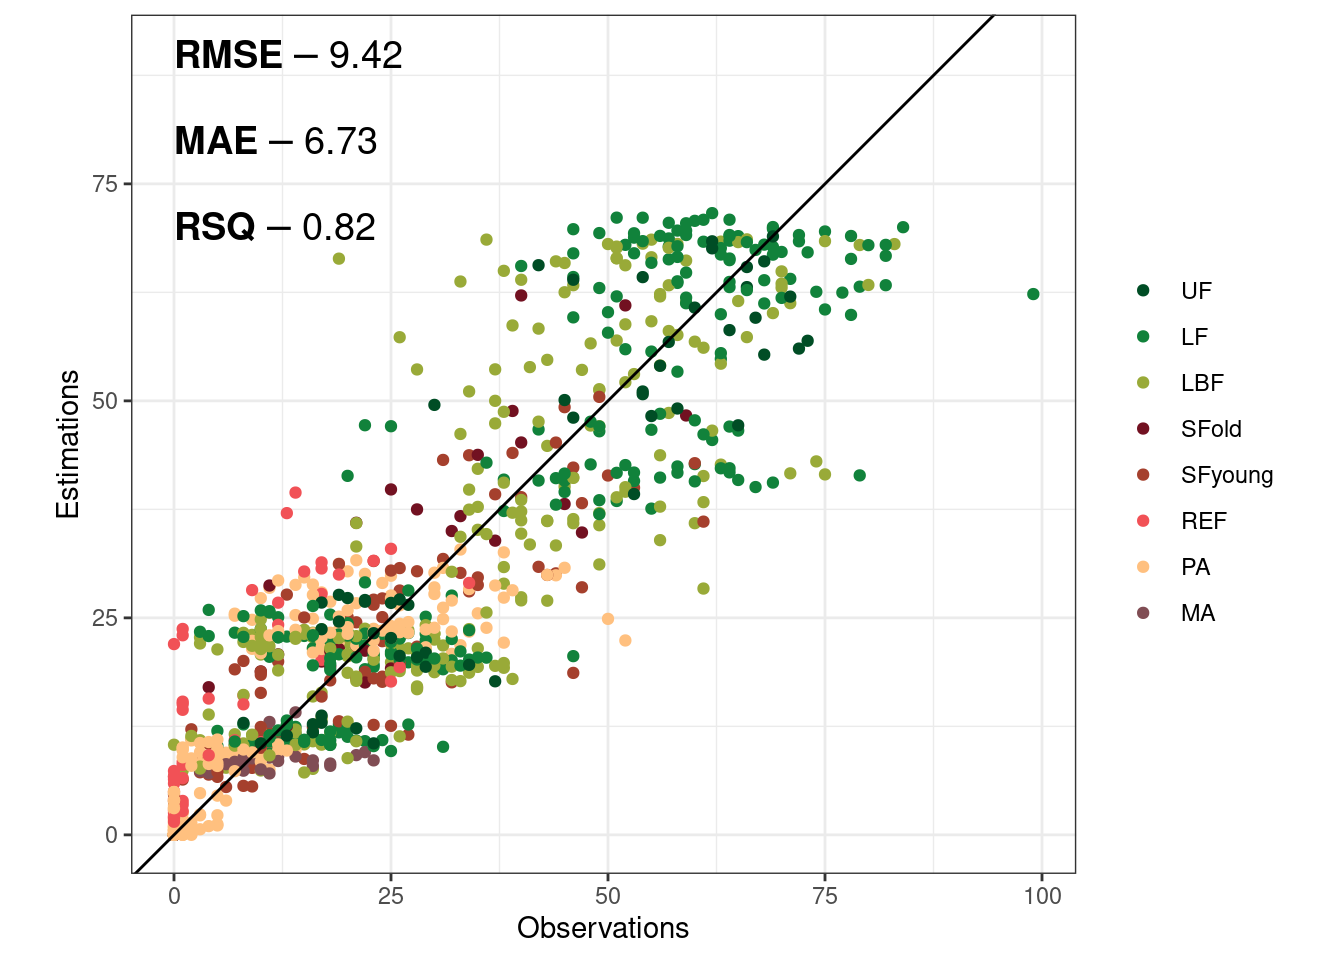 RMSE – 9.42
MAE – 6.73
RSQ – 0.82
75
50
25
0
0 25 50 75 100
Observations
Estimations
UF
LF
LBF
SFold
SFyoung
REF
PA
MA